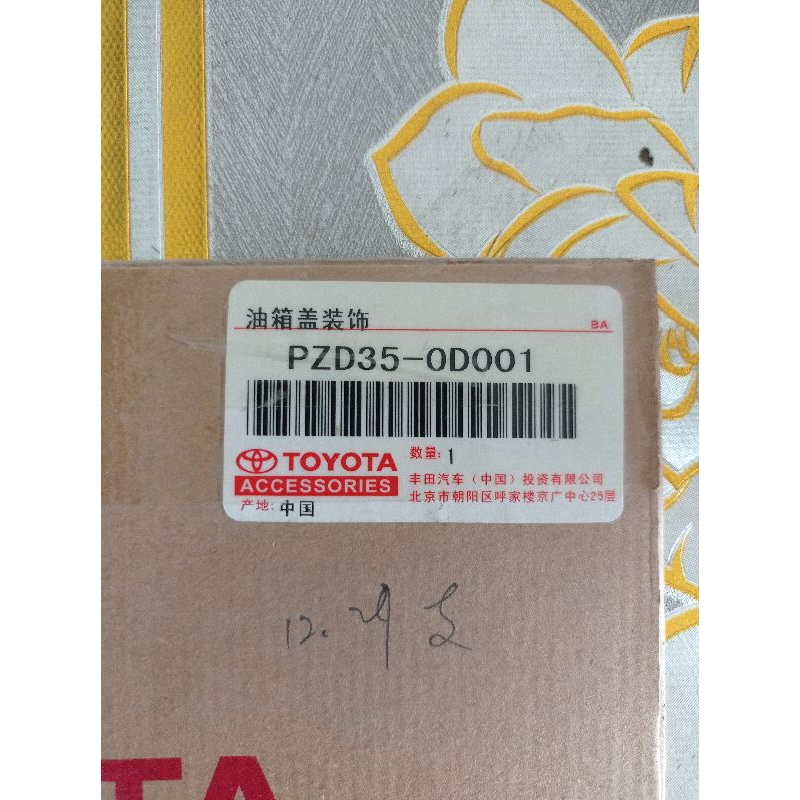 油箱盖装饰
BA
PZD35-0D001
TOYOTA
ACCESSORIES
数量: 1
丰田汽车（中国）投资有限公司
北京市朝阳区呼家楼京广中心25层
产地: 中国
12.
TA